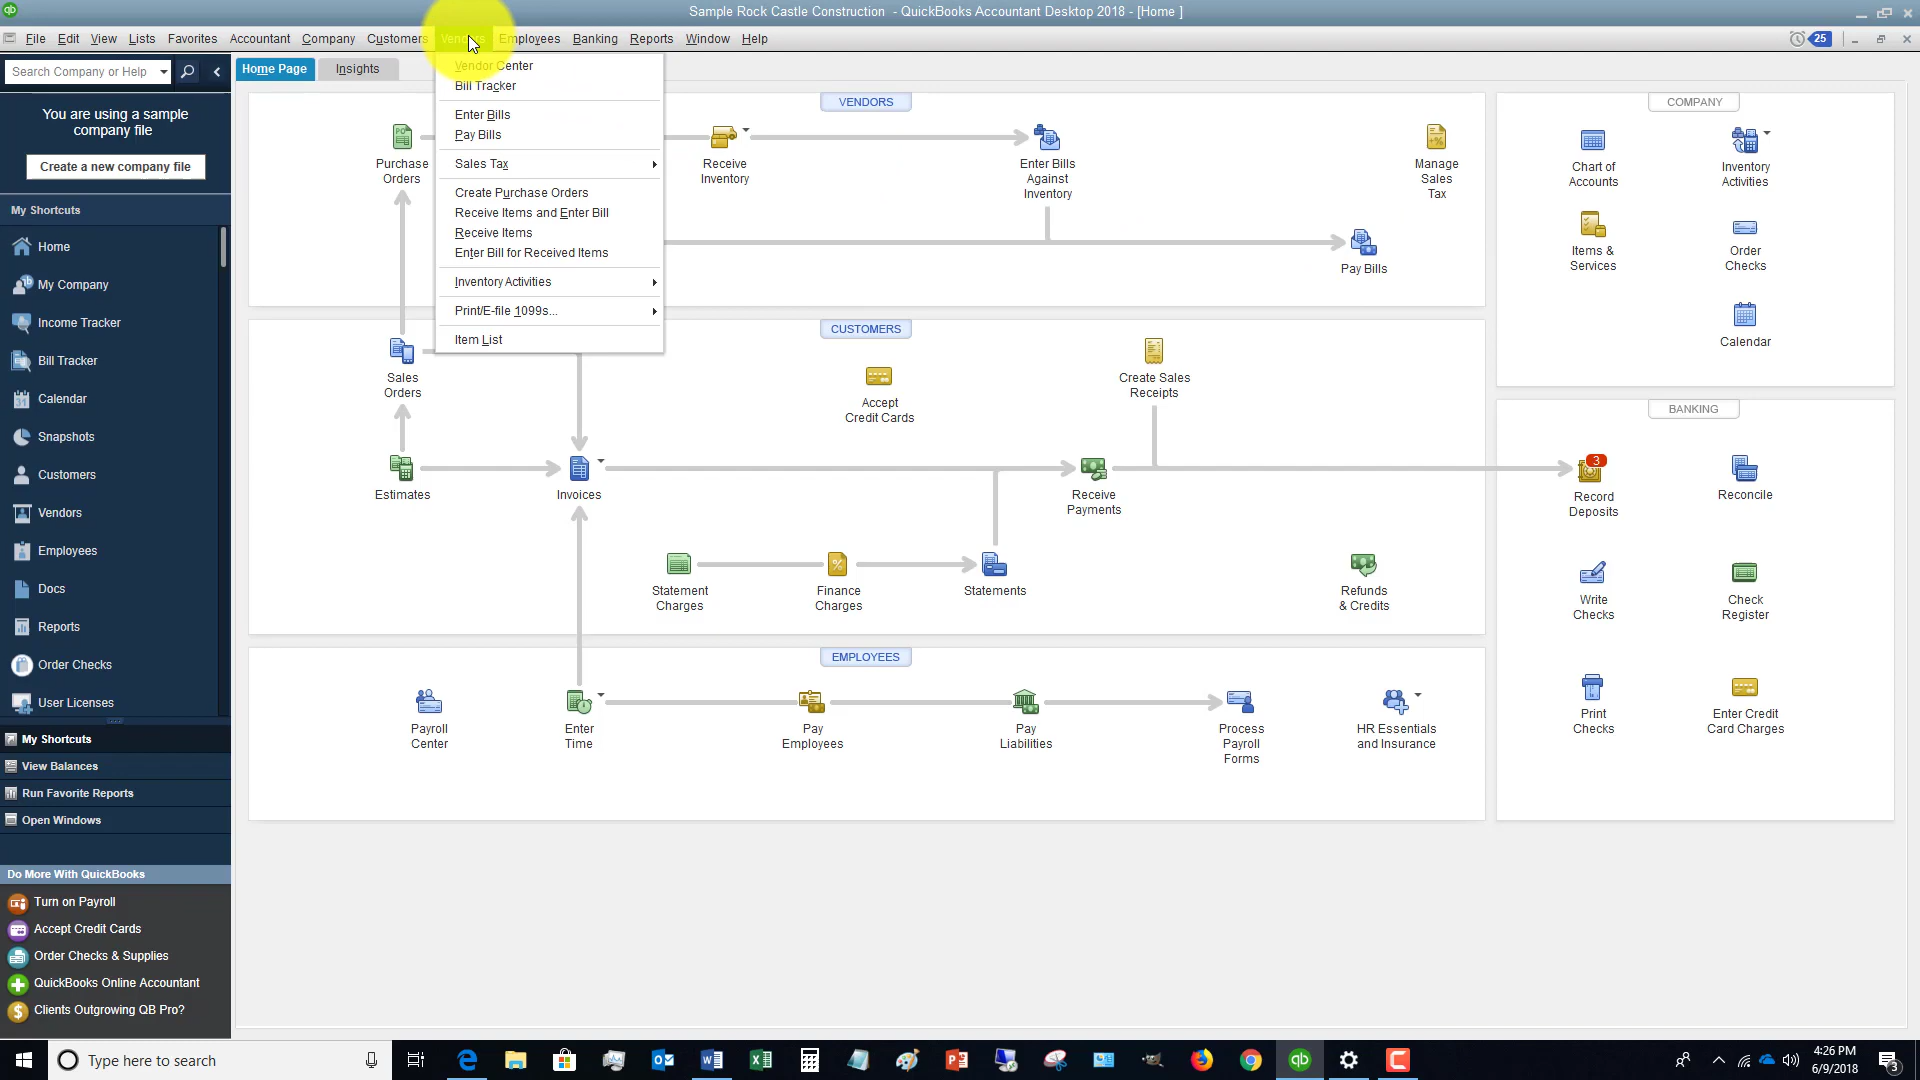 qb
Sample Rock Castle Construction - QuickBooks Accountant Desktop 2018 - [Home ]
File Edit View Lists Favorites Accountant Company Customers Vendors Employees Banking Reports Window Help
25
Search Company or Help
Home Page Insights
You are using a sample
company file
Create a new company file
My Shortcuts
Home
My Company
Income Tracker
Bill Tracker
Calendar
Snapshots
Customers
Vendors
Employees
Docs
Reports
Order Checks
User Licenses
My Shortcuts
View Balances
Run Favorite Reports
Open Windows
Do More With QuickBooks
Turn on Payroll
Accept Credit Cards
Order Checks & Supplies
QuickBooks Online Accountant
Clients Outgrowing QB Pro?
Vendor Center
Bill Tracker
Enter Bills
Pay Bills
Sales Tax
Create Purchase Orders
Receive Items and Enter Bill
Receive Items
Enter Bill for Received Items
Inventory Activities
Print/E-file 1099s...
Item List
VENDORS
PO
Purchase
Orders
Receive
Inventory
Enter Bills
Against
Inventory
Manage
Sales
Tax
Pay Bills
CUSTOMERS
Sales
Orders
Accept
Credit Cards
Create Sales
Receipts
Estimates
Invoices
Receive
Payments
Statement
Charges
Finance
Charges
Statements
Refunds
& Credits
EMPLOYEES
Payroll
Center
Enter
Time
Pay
Employees
Pay
Liabilities
Process
Payroll
Forms
HR Essentials
and Insurance
COMPANY
Chart of
Accounts
Inventory
Activities
Items &
Services
Order
Checks
Calendar
BANKING
3
Record
Deposits
Reconcile
Write
Checks
Check
Register
Print
Checks
Enter Credit
Card Charges
Type here to search
4:26 PM
6/9/2018
3